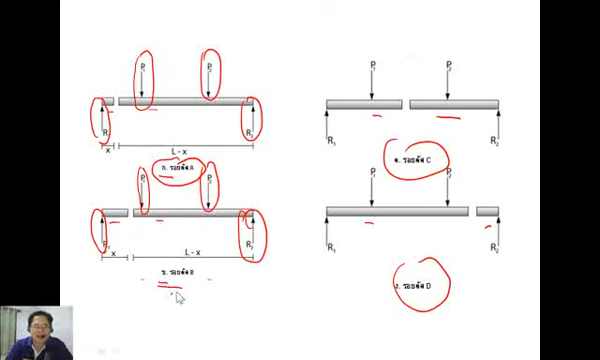 P₁ P₂
R₁ R₂
x L - x
ก. รอยตัด A
P₁ P₂
R₁ R₂
x L - x
ข. รอยตัด B
P₁ P₂
R₁ R₂
ค. รอยตัด C
P₁ P₂
R₁ R₂
ง. รอยตัด D